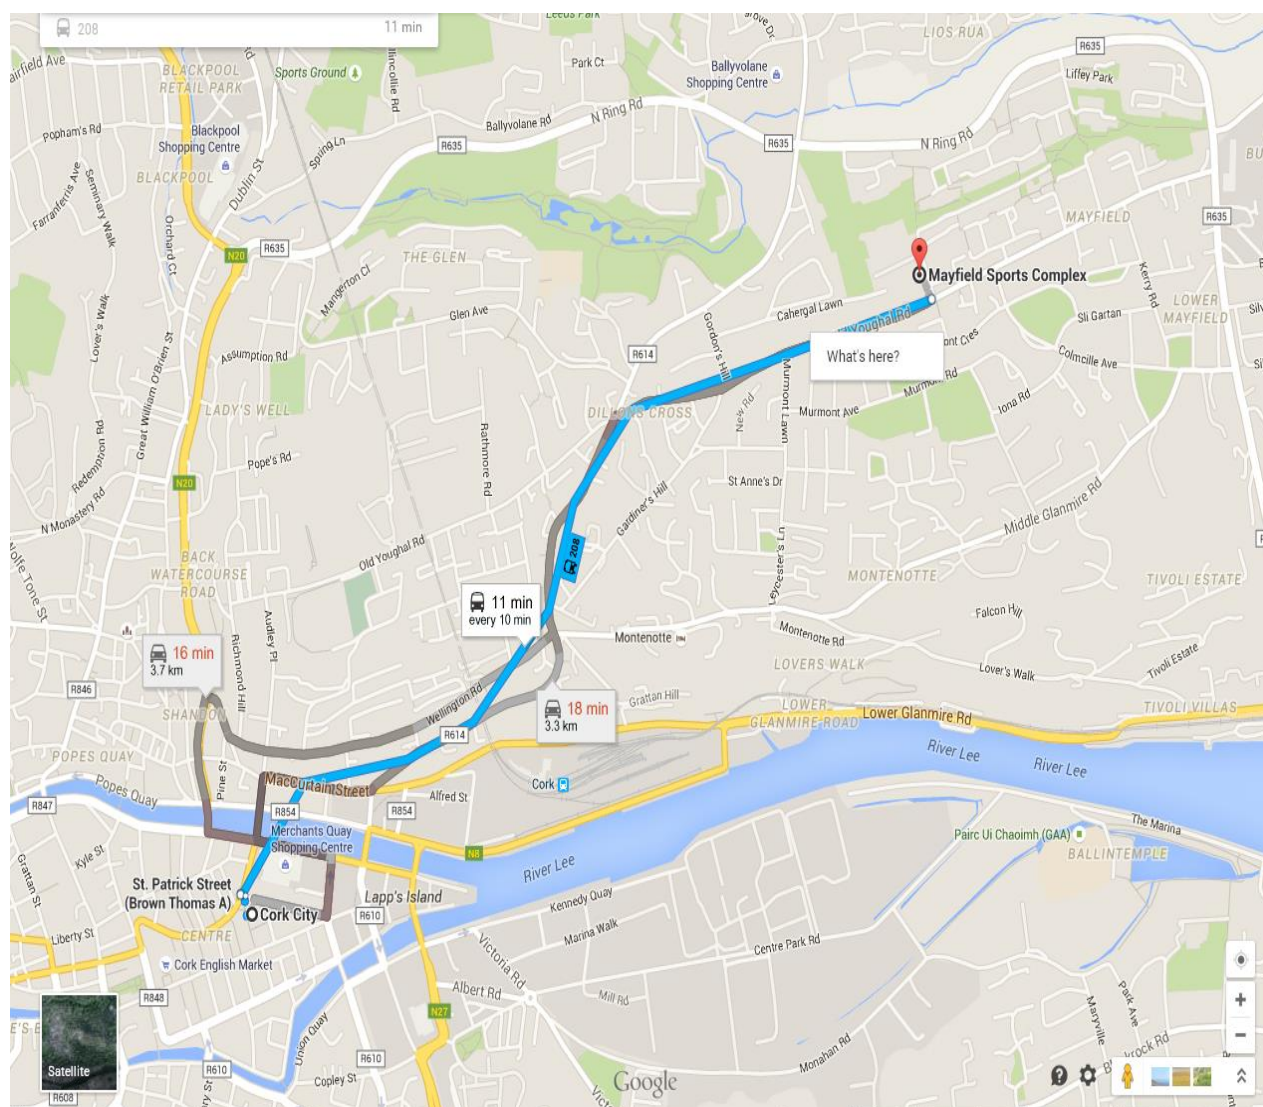 208
11 min
Leeds Park
LIOS RUA
R635
airfield Ave
BLACKPOOL
RETAIL PARK
Sports Ground
Park Ct
Ballyvolane
Shopping Centre
Liffey Park
N Ring Rd
Popham's Rd
Blackpool
Shopping Centre
Ballyvolane Rd
Spring Ln
R635
R635
N Ring Rd
BLACKPOOL
Dublin St
Seminary Walk
Farranferris Ave
Orchard Ct
MAYFIELD
R635
N20
R635
THE GLEN
Mangerton Cl
Mayfield Sports Complex
Kerry Rd
LOWER
MAYFIELD
Lover's Walk
Glen Ave
Cahergal Lawn
Youghal Rd
Sli Gartan
Gordon's Hill
Assumption Rd
R614
What's here?
Colmcille Ave
Great William O'Brien St
Murmont Lawn
LADY'S WELL
DILLONS CROSS
New Rd
Murmont Ave
Iona Rd
Redemption Rd
Pope's Rd
Rathmore Rd
N20
St Anne's Dr
Gardiner's Hill
N Monastery Rd
Middle Glanmire Rd
Old Youghal Rd
208
Wolfe Tone St
BACK
WATERCOURSE
ROAD
Leycester's Ln
MONTENOTTE
TIVOLI ESTATE
11 min
every 10 min
Audley Pl
Falcon Hill
Richmond Hill
Montenotte
Montenotte Rd
16 min
3.7 km
LOVERS WALK
Lover's Walk
Tivoli Estate
R846
Wellington Rd
Grattan Hill
SHANDON
18 min
3.3 km
LOWER
GLANMIRE ROAD
Lower Glanmire Rd
TIVOLI VILLAS
R614
POPES QUAY
River Lee
River Lee
Pine St
MacCurtain Street
Cork
Popes Quay
Alfred St
R847
R854
R854
Merchants Quay
Shopping Centre
The Marina
Pairc Ui Chaoimh (GAA)
Kyle St
N8
BALLINTEMPLE
River Lee
Grattan St
St. Patrick Street
(Brown Thomas A)
Lapp's Island
Kennedy Quay
Cork City
R610
Liberty St
CENTRE
Marina Walk
Centre Park Rd
Victoria Rd
Cork English Market
Albert Rd
Mill Rd
R848
N27
Park Ave
Maryville
Union Quay
Monahan Rd
R610
R610
Satellite
Copley St
Google
R608